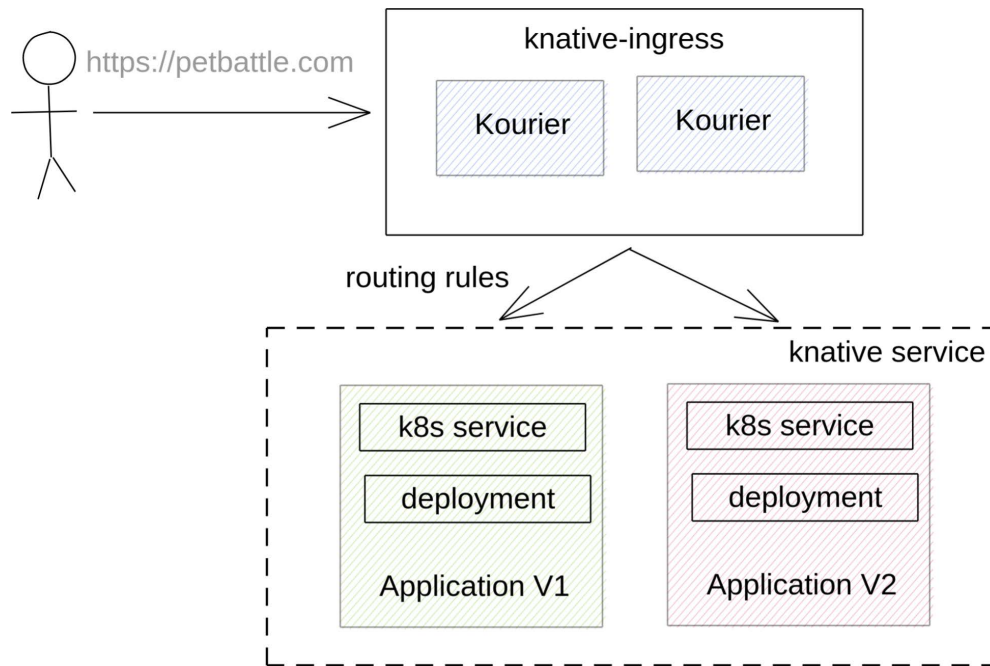 https://petbattle.com
knative-ingress
Kourier
Kourier
routing rules
knative service
k8s service
deployment
Application V1
k8s service
deployment
Application V2